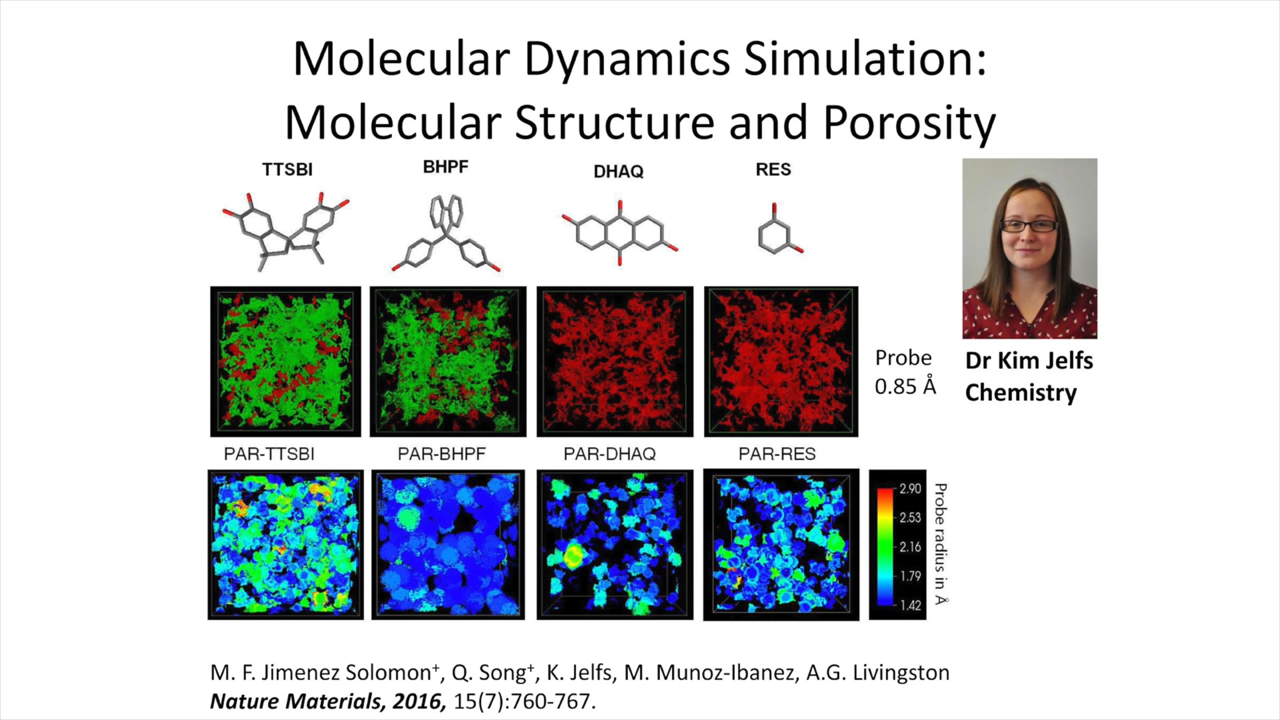 Molecular Dynamics Simulation:
Molecular Structure and Porosity
TTSBI
BHPF
DHAQ
RES
Probe
0.85 Å
Dr Kim Jelfs
Chemistry
PAR-TTSBI
PAR-BHPF
PAR-DHAQ
PAR-RES
2.90
2.53
2.16
1.79
1.42
Probe radius in Å
M. F. Jimenez Solomon⁺, Q. Song⁺, K. Jelfs, M. Munoz-Ibanez, A.G. Livingston
Nature Materials, 2016, 15(7):760-767.